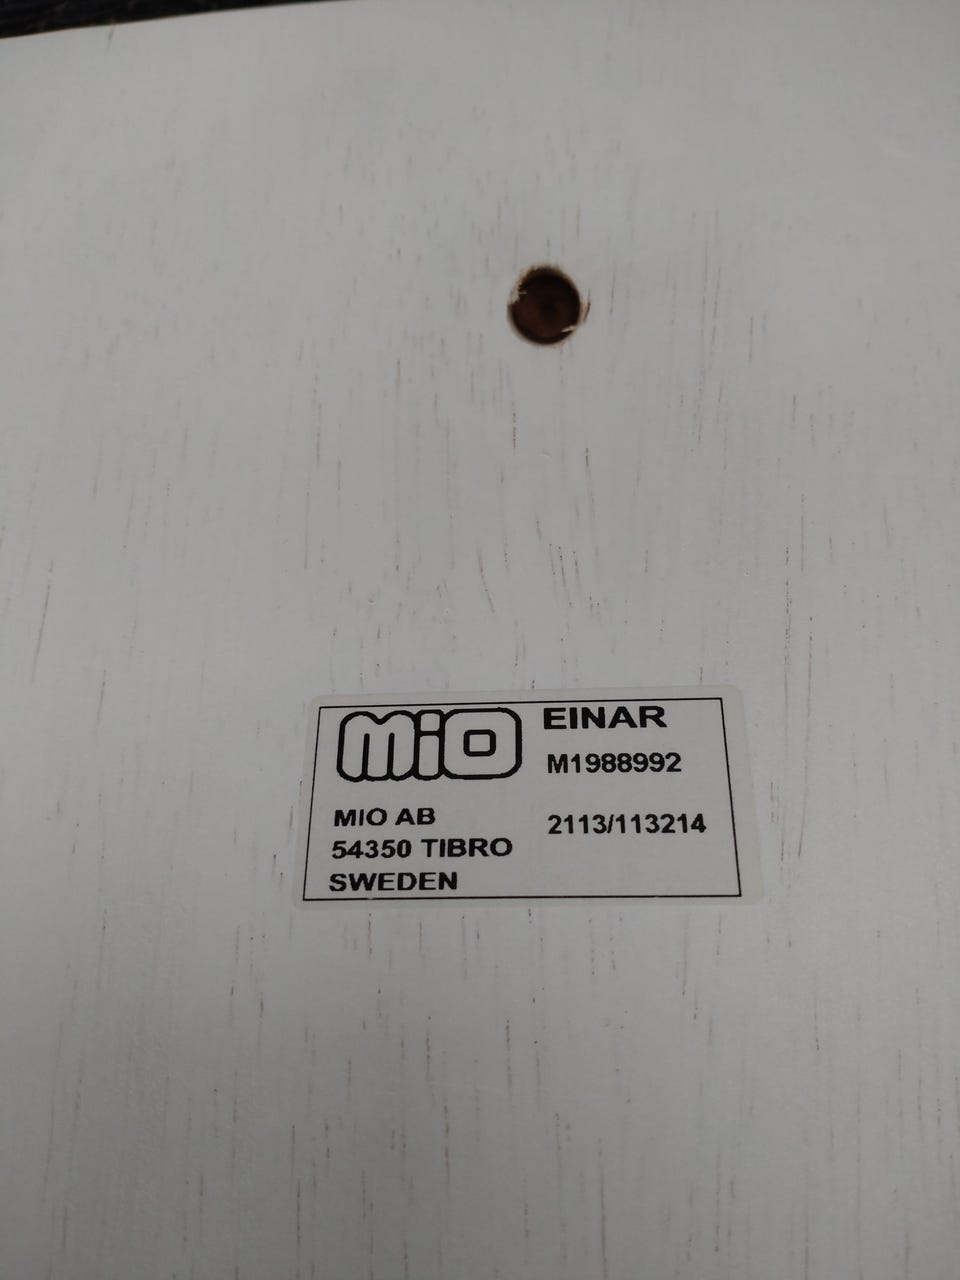 mio
EINAR
M1988992
MIO AB
2113/113214
54350 TIBRO
SWEDEN